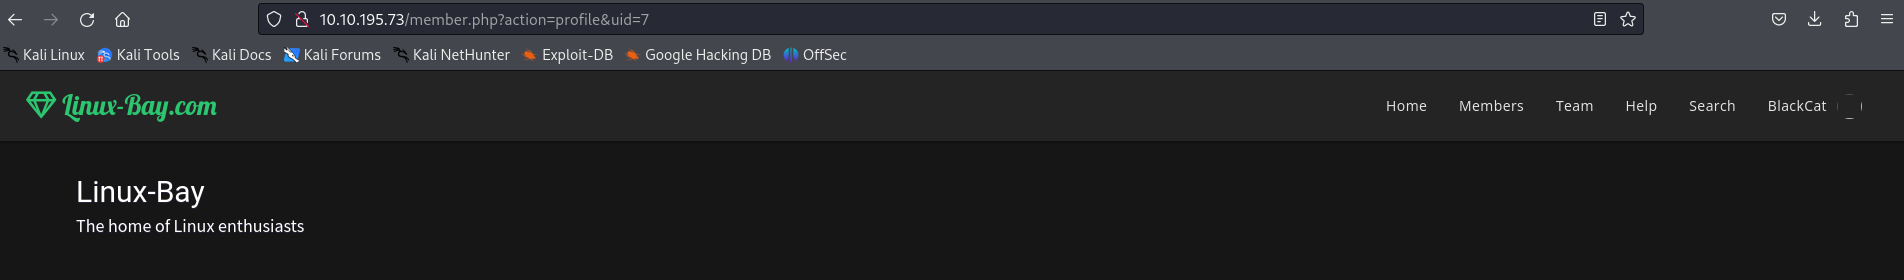 10.10.195.73/member.php?action=profile&uid=7
Kali Linux Kali Tools Kali Docs Kali Forums Kali NetHunter Exploit-DB Google Hacking DB OffSec
Linux-Bay.com Home Members Team Help Search BlackCat
Linux-Bay
The home of Linux enthusiasts